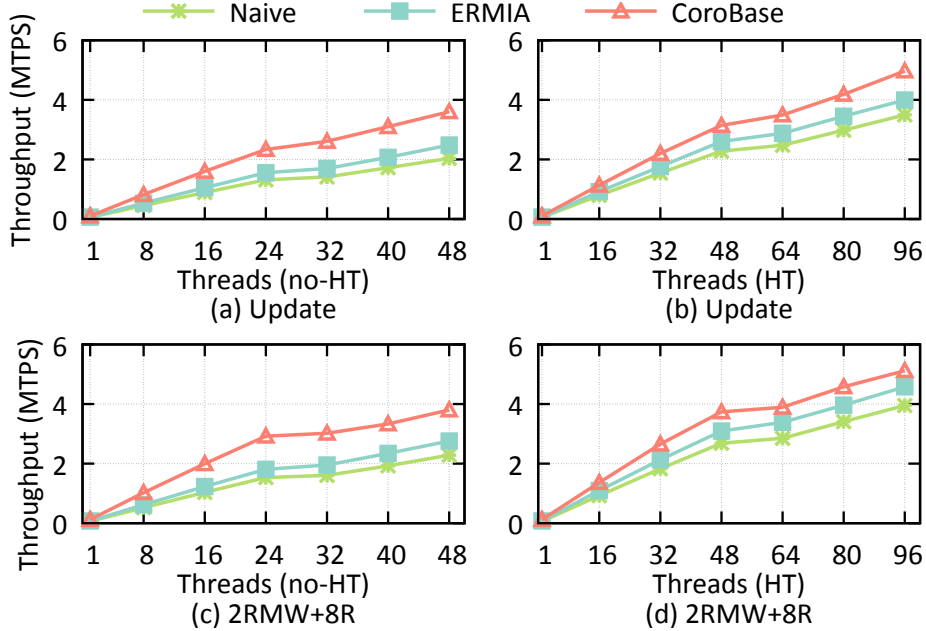 Naive ERMIA CoroBase
Throughput (MTPS)
6
4
2
0
1 8 16 24 32 40 48
Threads (no-HT)
(a) Update
6
4
2
0
1 16 32 48 64 80 96
Threads (HT)
(b) Update
Throughput (MTPS)
6
4
2
0
1 8 16 24 32 40 48
Threads (no-HT)
(c) 2RMW+8R
6
4
2
0
1 16 32 48 64 80 96
Threads (HT)
(d) 2RMW+8R